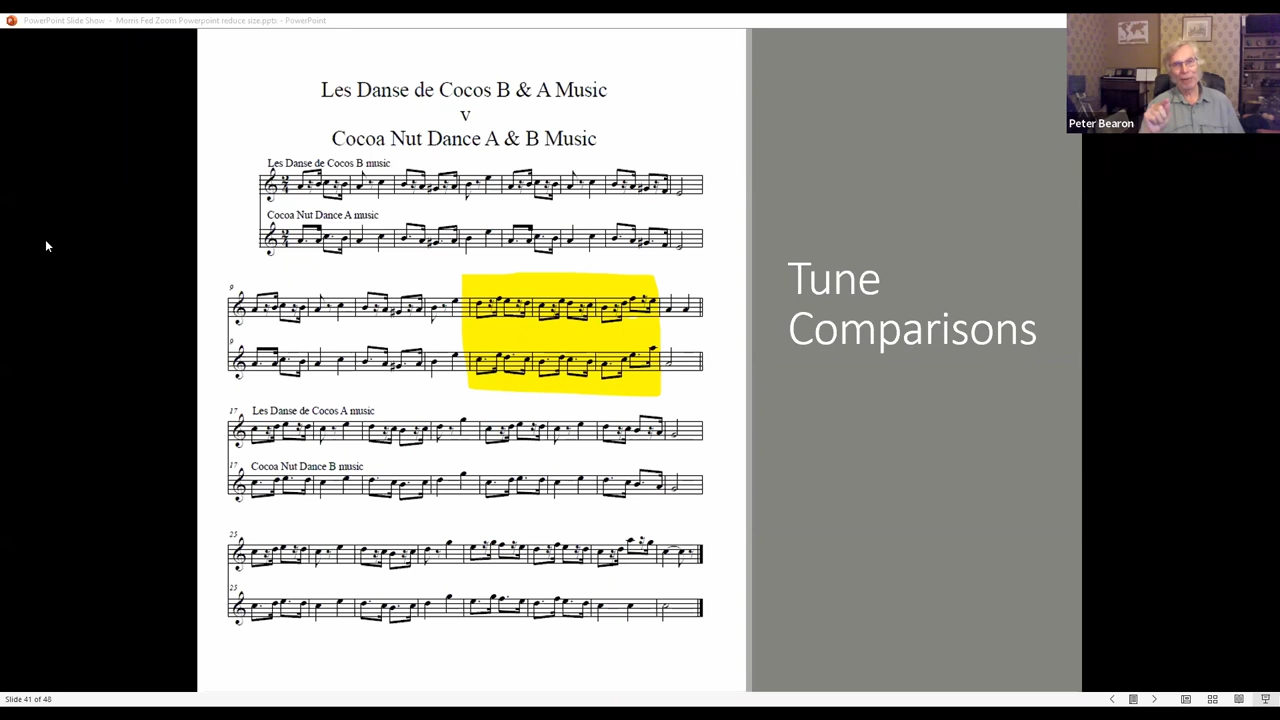 PowerPoint Slide Show - Morris Fed Zoom Powerpoint reduce size.pptx - PowerPoint
Peter Bearon
Les Danse de Cocos B & A Music
v
Cocoa Nut Dance A & B Music
Les Danse de Cocos B music
Cocoa Nut Dance A music
9
9
Tune
Comparisons
17
Les Danse de Cocos A music
17
Cocoa Nut Dance B music
25
25
Slide 41 of 48